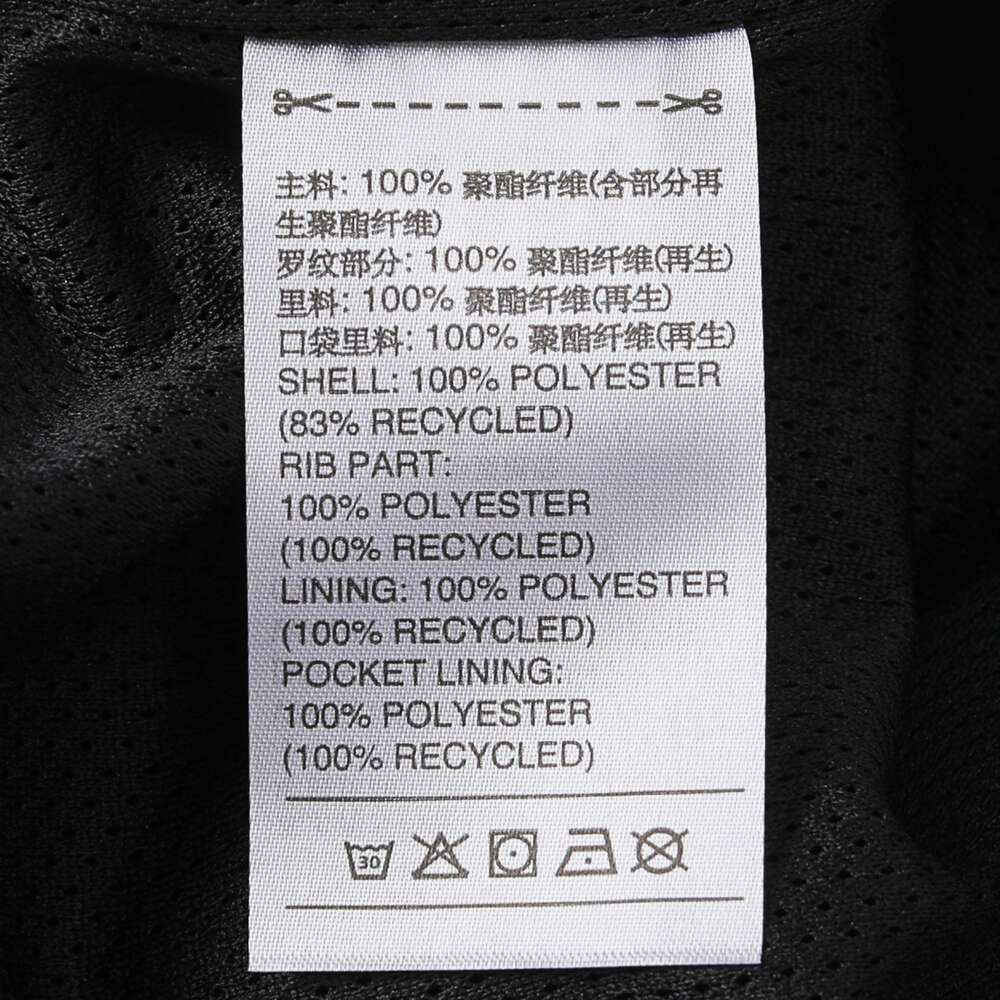 主料: 100% 聚酯纤维(含部分再
生聚酯纤维)
罗纹部分: 100% 聚酯纤维(再生)
里料: 100% 聚酯纤维(再生)
口袋里料: 100% 聚酯纤维(再生)
SHELL: 100% POLYESTER
(83% RECYCLED)
RIB PART:
100% POLYESTER
(100% RECYCLED)
LINING: 100% POLYESTER
(100% RECYCLED)
POCKET LINING:
100% POLYESTER
(100% RECYCLED)
30